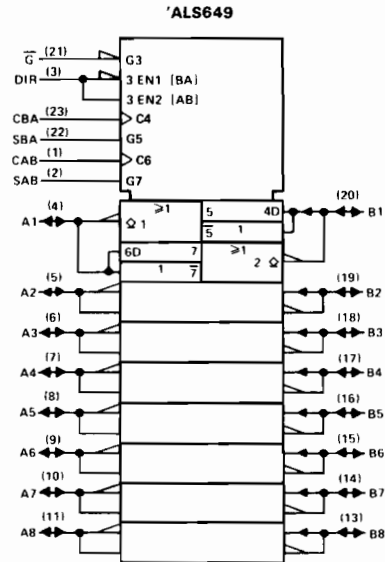 'ALS649
G̅ (21) G3
DIR (3) 3 EN1 [BA]
3 EN2 [AB]
CBA (23) C4
SBA (22) G5
CAB (1) C6
SAB (2) G7
A1 (4) ⩾1 5 4D (20) B1
1 5̅ 1
6D 7 ⩾1
1 7̅ 2
A2 (5) (19) B2
A3 (6) (18) B3
A4 (7) (17) B4
A5 (8) (16) B5
A6 (9) (15) B6
A7 (10) (14) B7
A8 (11) (13) B8